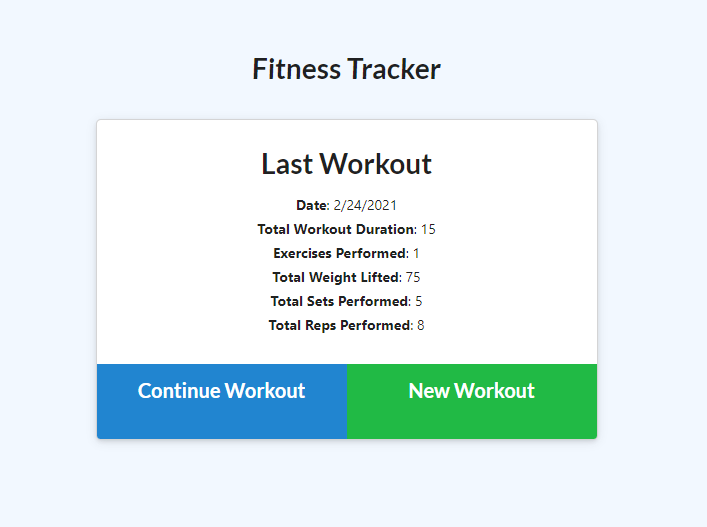 Fitness Tracker
Last Workout
Date: 2/24/2021
Total Workout Duration: 15
Exercises Performed: 1
Total Weight Lifted: 75
Total Sets Performed: 5
Total Reps Performed: 8
Continue Workout
New Workout